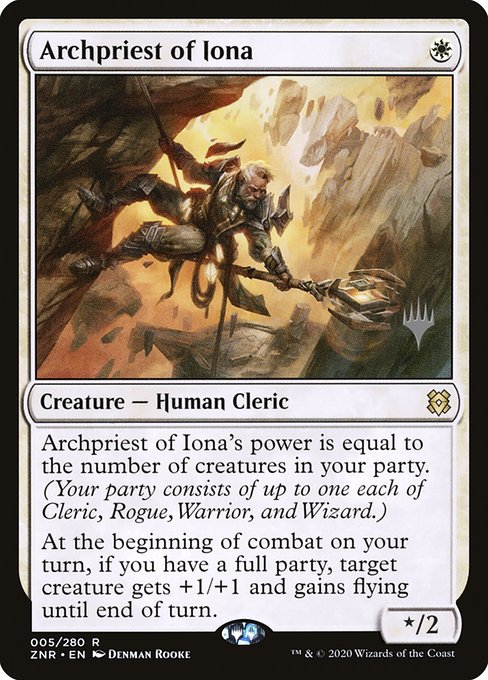 Archpriest of Iona
Creature — Human Cleric
Archpriest of Iona's power is equal to
the number of creatures in your party.
(Your party consists of up to one each of
Cleric, Rogue, Warrior, and Wizard.)
At the beginning of combat on your
turn, if you have a full party, target
creature gets +1/+1 and gains flying
until end of turn.
*/2
005/280 R
ZNR • EN Denman Rooke
™ & © 2020 Wizards of the Coast